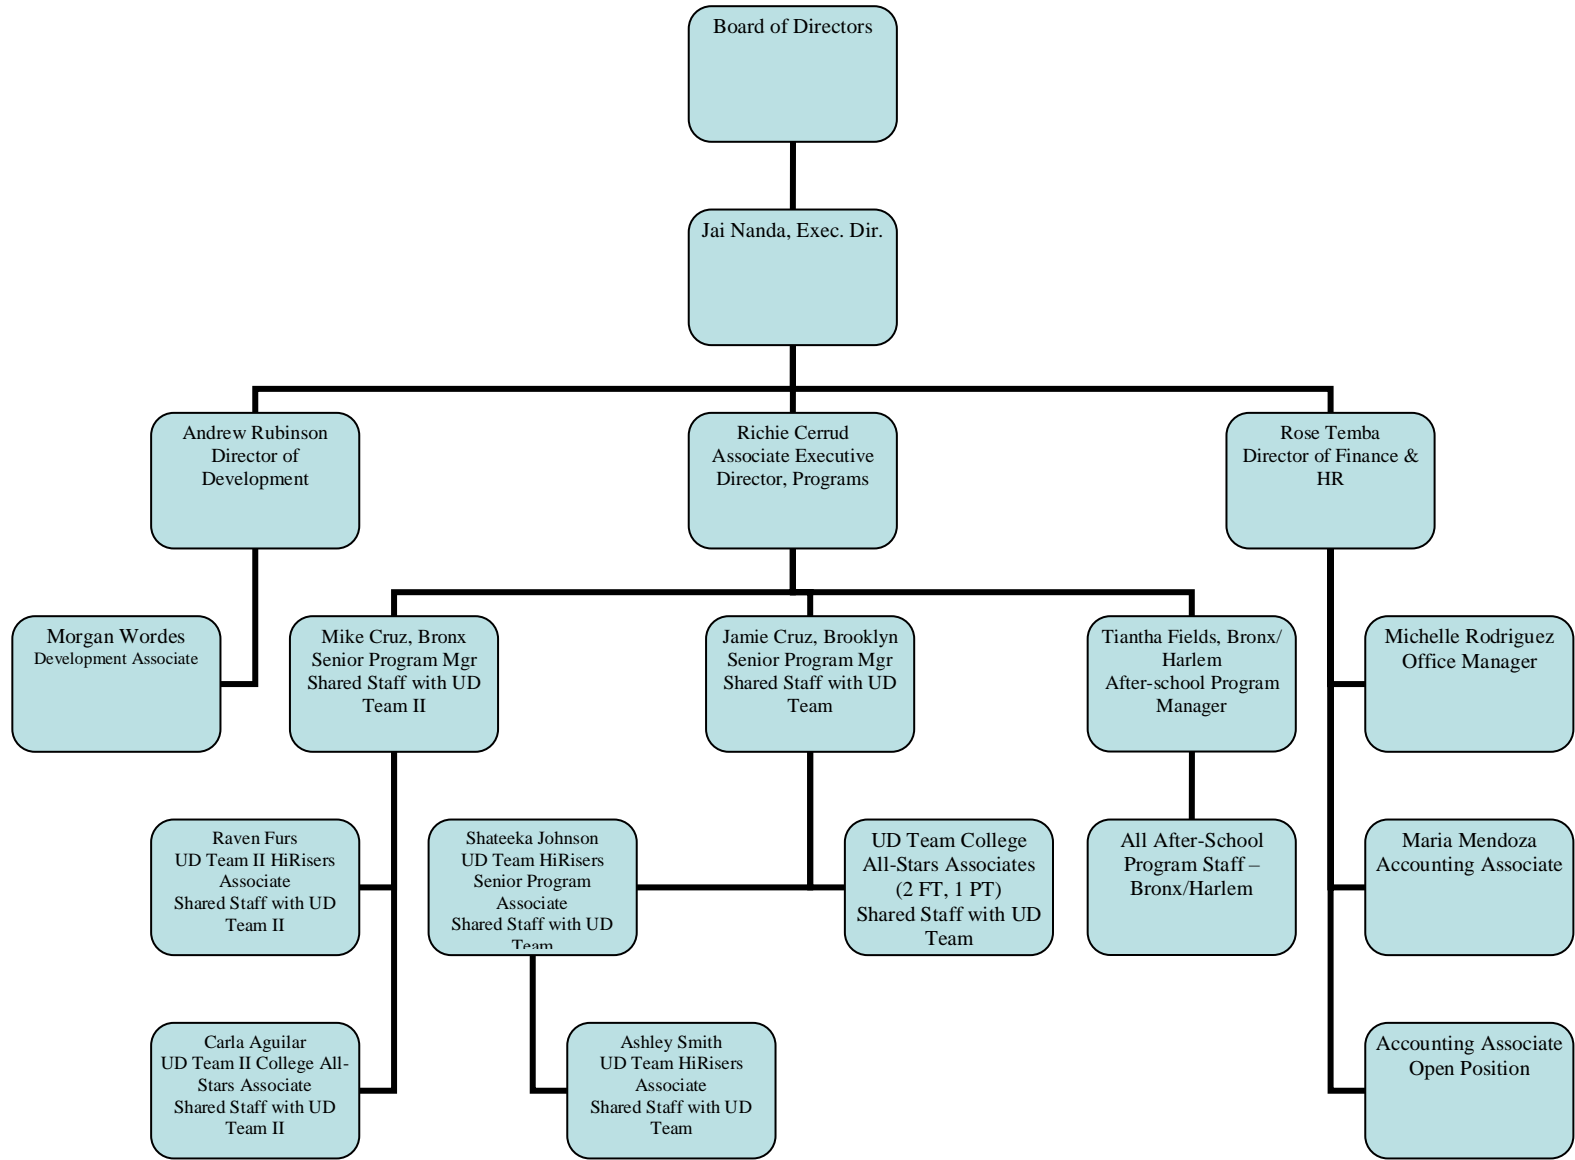 Board of Directors
Jai Nanda, Exec. Dir.
Andrew Rubinson
Director of
Development
Richie Cerrud
Associate Executive
Director, Programs
Rose Temba
Director of Finance &
HR
Morgan Wordes
Development Associate
Mike Cruz, Bronx
Senior Program Mgr
Shared Staff with UD
Team II
Jamie Cruz, Brooklyn
Senior Program Mgr
Shared Staff with UD
Team
Tiantha Fields, Bronx/
Harlem
After-school Program
Manager
Michelle Rodriguez
Office Manager
Raven Furs
UD Team II HiRisers
Associate
Shared Staff with UD
Team II
Shateeka Johnson
UD Team HiRisers
Senior Program
Associate
Shared Staff with UD
Team
UD Team College
All-Stars Associates
(2 FT, 1 PT)
Shared Staff with UD
Team
All After-School
Program Staff –
Bronx/Harlem
Maria Mendoza
Accounting Associate
Carla Aguilar
UD Team II College All-
Stars Associate
Shared Staff with UD
Team II
Ashley Smith
UD Team HiRisers
Associate
Shared Staff with UD
Team
Accounting Associate
Open Position